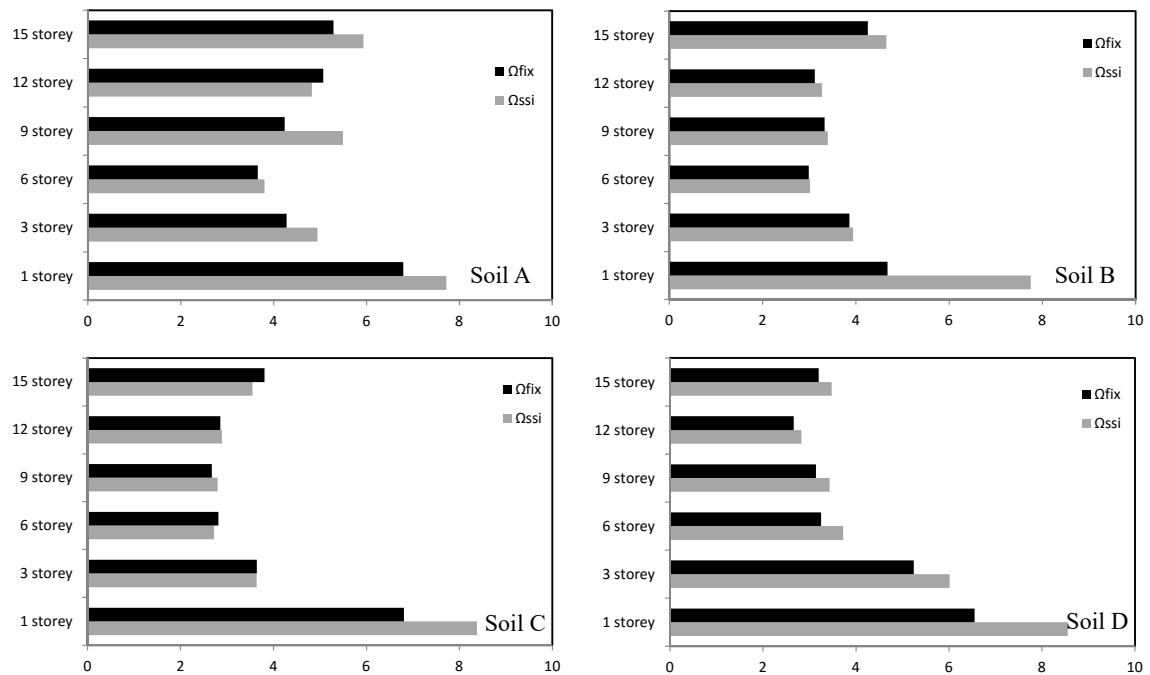 15 storey
12 storey
9 storey
6 storey
3 storey
1 storey
Ωfix
Ωssi
Soil A
0 2 4 6 8 10
15 storey
12 storey
9 storey
6 storey
3 storey
1 storey
Ωfix
Ωssi
Soil B
0 2 4 6 8 10
15 storey
12 storey
9 storey
6 storey
3 storey
1 storey
Ωfix
Ωssi
Soil C
0 2 4 6 8 10
15 storey
12 storey
9 storey
6 storey
3 storey
1 storey
Ωfix
Ωssi
Soil D
0 2 4 6 8 10